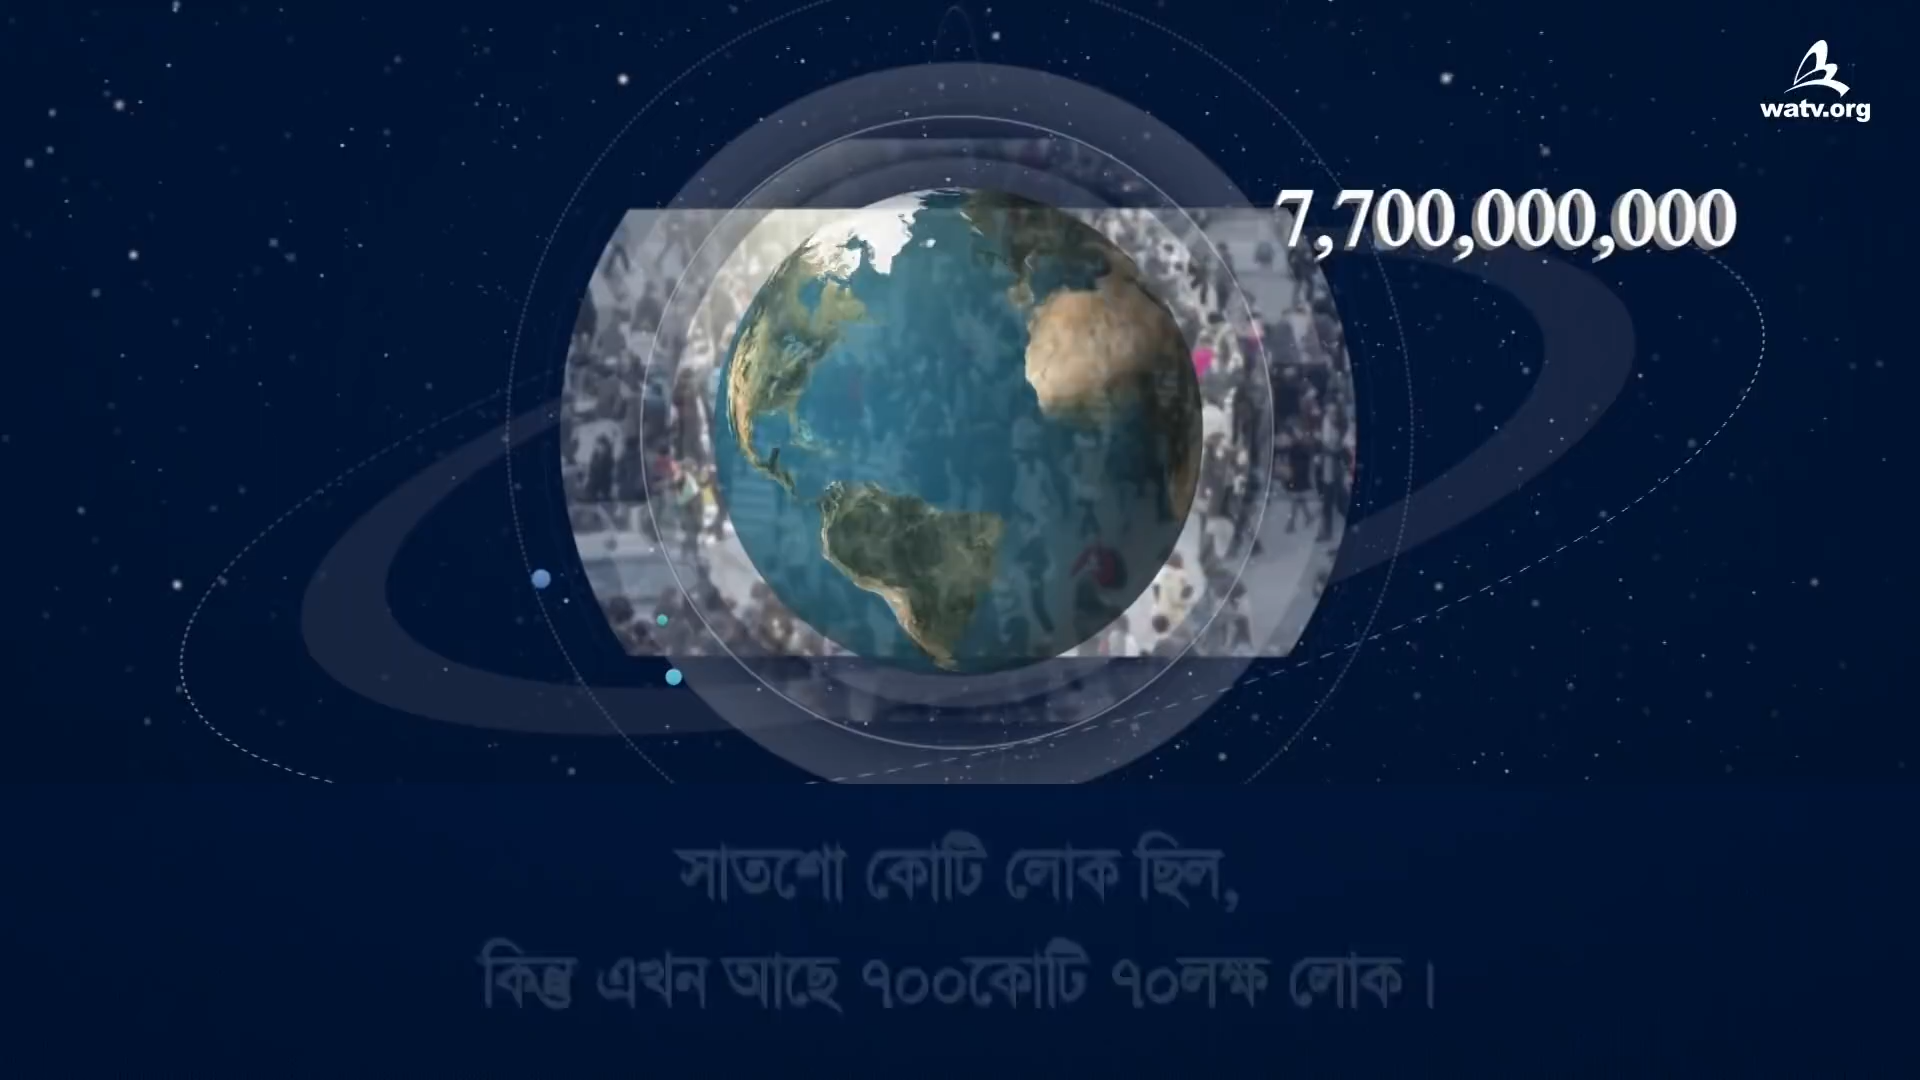 watv.org
7,700,000,000
সাতশো কোটি লোক ছিল,
কিন্তু এখন আছে ৭০০কোটি ৭০লক্ষ লোক।